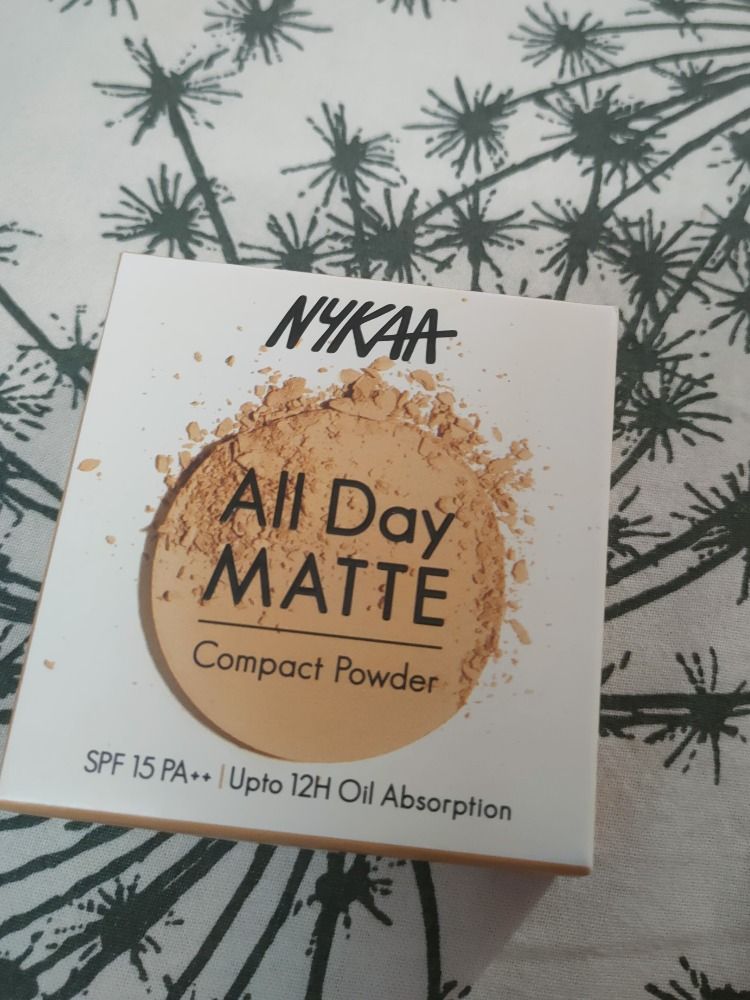 NYKAA
All Day
MATTE
Compact Powder
SPF 15 PA++ | Upto 12H Oil Absorption